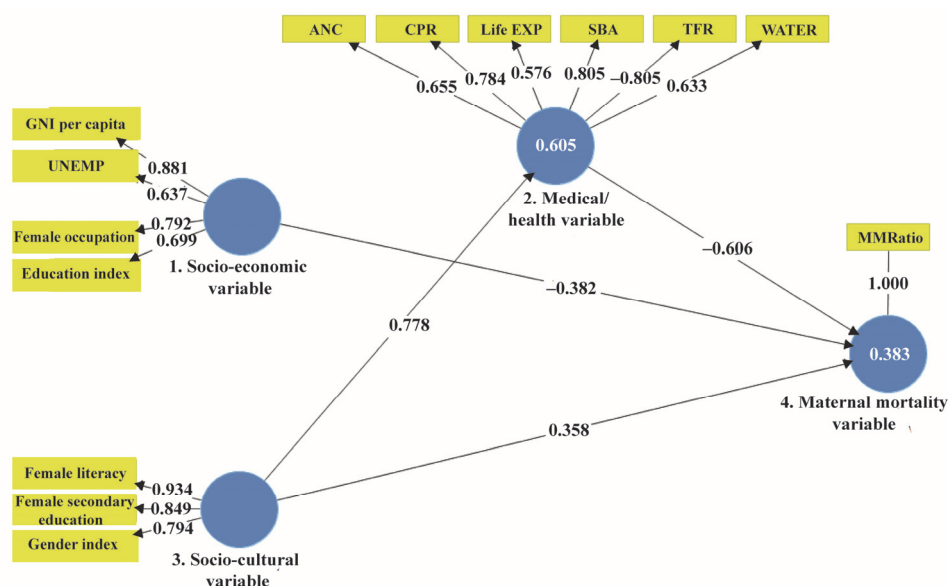 ANC
CPR
Life EXP
SBA
TFR
WATER
0.655
0.784
0.576
0.805
–0.805
0.633
GNI per capita
UNEMP
Female occupation
Education index
0.881
0.637
0.792
0.699
1. Socio-economic
variable
0.605
2. Medical/
health variable
–0.606
–0.382
0.778
0.358
MMRatio
1.000
0.383
4. Maternal mortality
variable
Female literacy
Female secondary
education
Gender index
0.934
0.849
0.794
3. Socio-cultural
variable